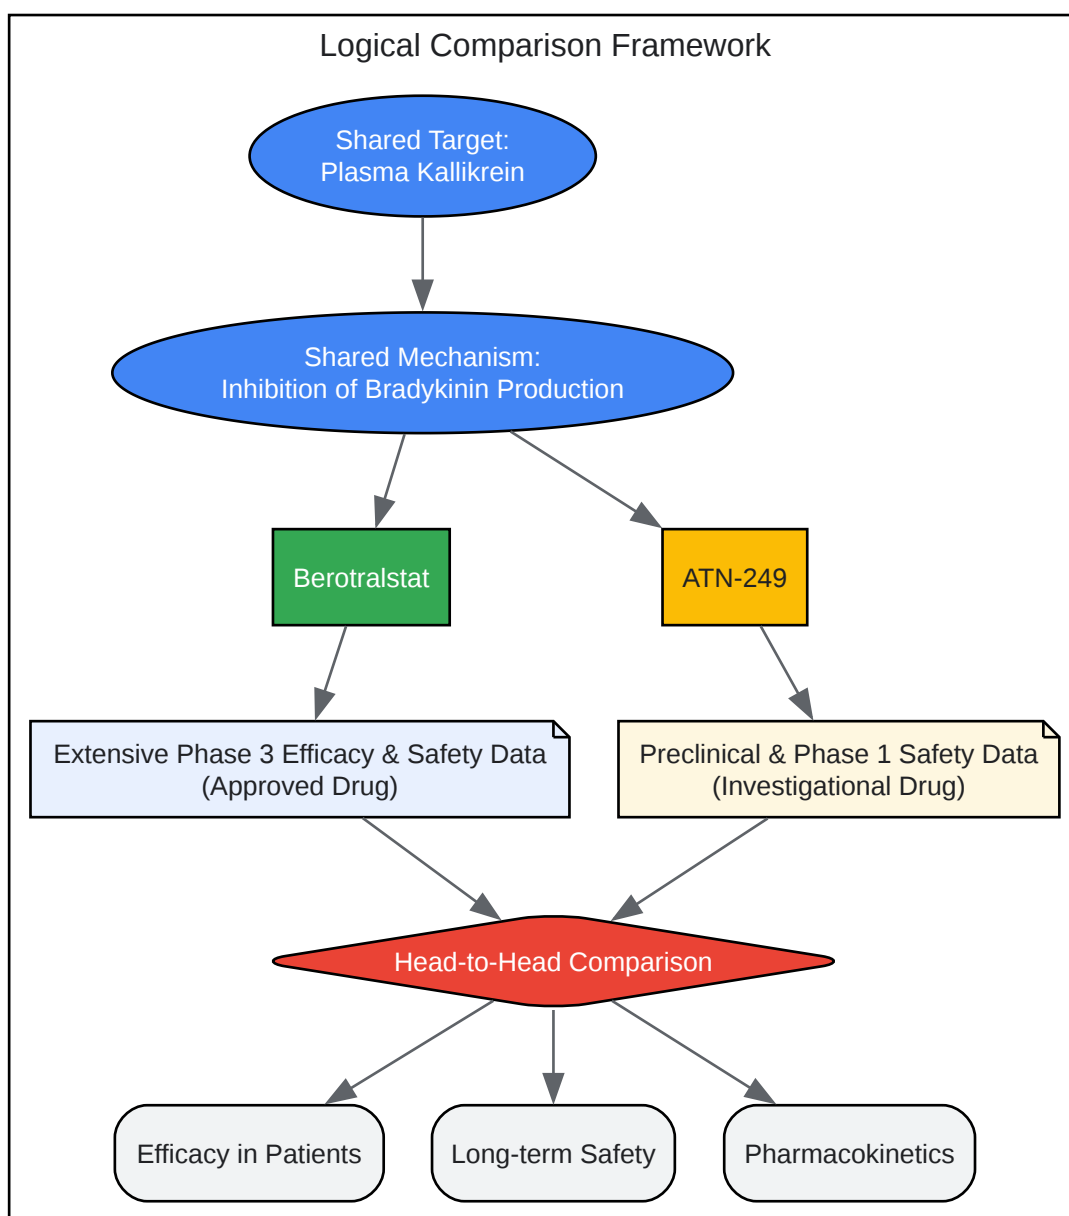 Logical Comparison Framework
Shared Target:
Plasma Kallikrein
Shared Mechanism:
Inhibition of Bradykinin Production
Berotralstat
ATN-249
Extensive Phase 3 Efficacy & Safety Data
(Approved Drug)
Preclinical & Phase 1 Safety Data
(Investigational Drug)
Head-to-Head Comparison
Efficacy in Patients
Long-term Safety
Pharmacokinetics